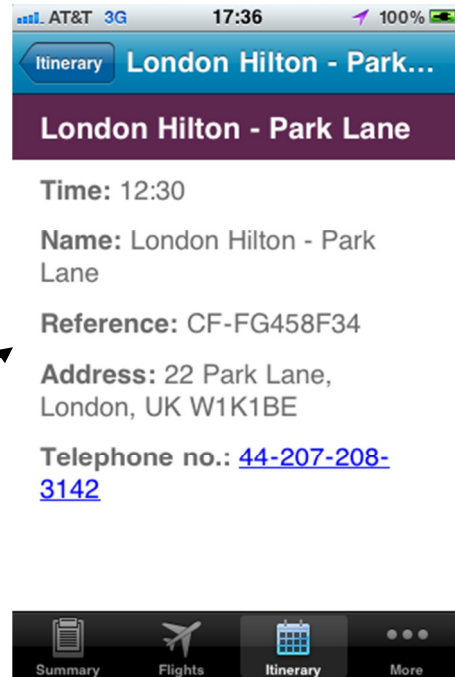 AT&T 3G 17:36 100%
Itinerary London Hilton - Park...
London Hilton - Park Lane
Time: 12:30
Name: London Hilton - Park
Lane
Reference: CF-FG458F34
Address: 22 Park Lane,
London, UK W1K1BE
Telephone no.: 44-207-208-
3142
Summary Flights Itinerary More